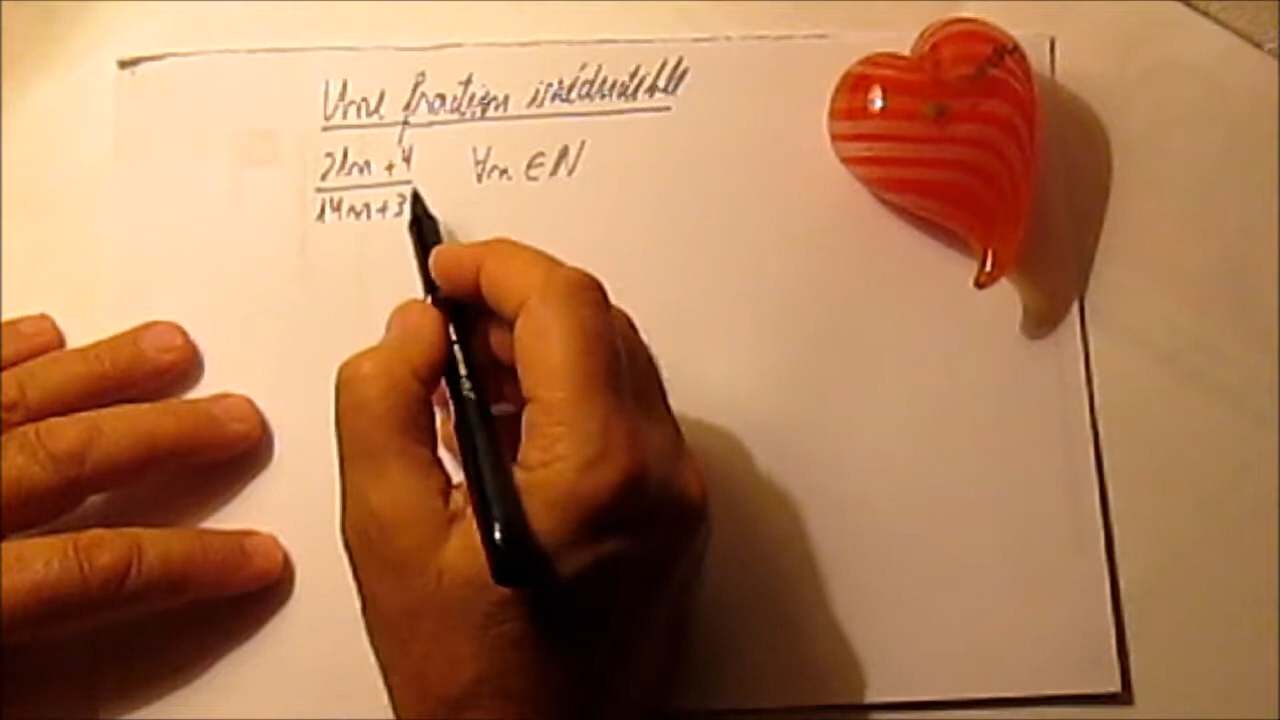 Une fraction irréductible
21n + 4 ∀n ∈ N
14n + 3